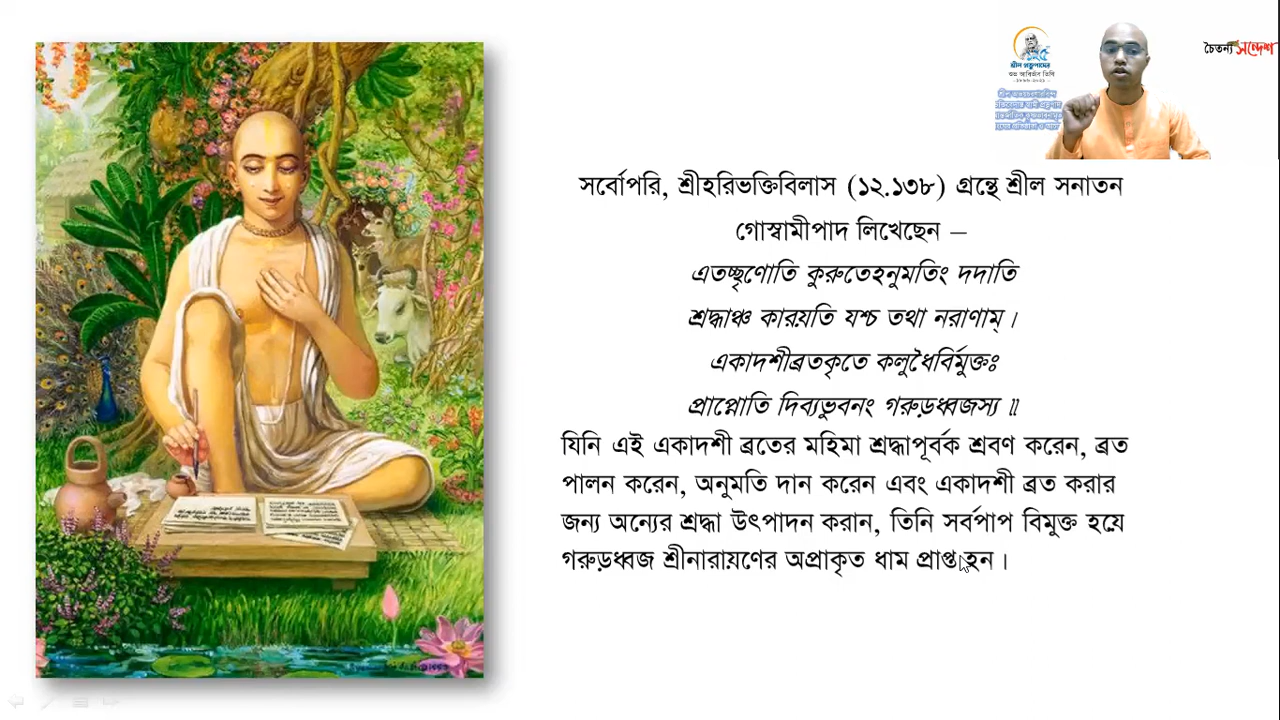 শ্রীল প্রভুপাদের
শুভ আবির্ভাব তিথি
চৈতন্য সন্দেশ
সর্বোপরি, শ্রীহরিভক্তিবিলাস (১২.১৩৮) গ্রন্থে শ্রীল সনাতন
গোস্বামীপাদ লিখেছেন –
এতচ্ছৃণোতি কুরুতেহনুমতিং দদাতি
শ্রদ্ধাঞ্চ কারয়তি যশ্চ তথা নরাণাম্।
একাদশীব্রতকৃতে কলুধৈর্বিমুক্তঃ
প্রাপ্নোতি দিব্যভুবনং গরুড়ধ্বজস্য ॥
যিনি এই একাদশী ব্রতের মহিমা শ্রদ্ধাপূর্বক শ্রবণ করেন, ব্রত
পালন করেন, অনুমতি দান করেন এবং একাদশী ব্রত করার
জন্য অন্যের শ্রদ্ধা উৎপাদন করান, তিনি সর্বপাপ বিমুক্ত হয়ে
গরুড়ধ্বজ শ্রীনারায়ণের অপ্রাকৃত ধাম প্রাপ্ত হন।